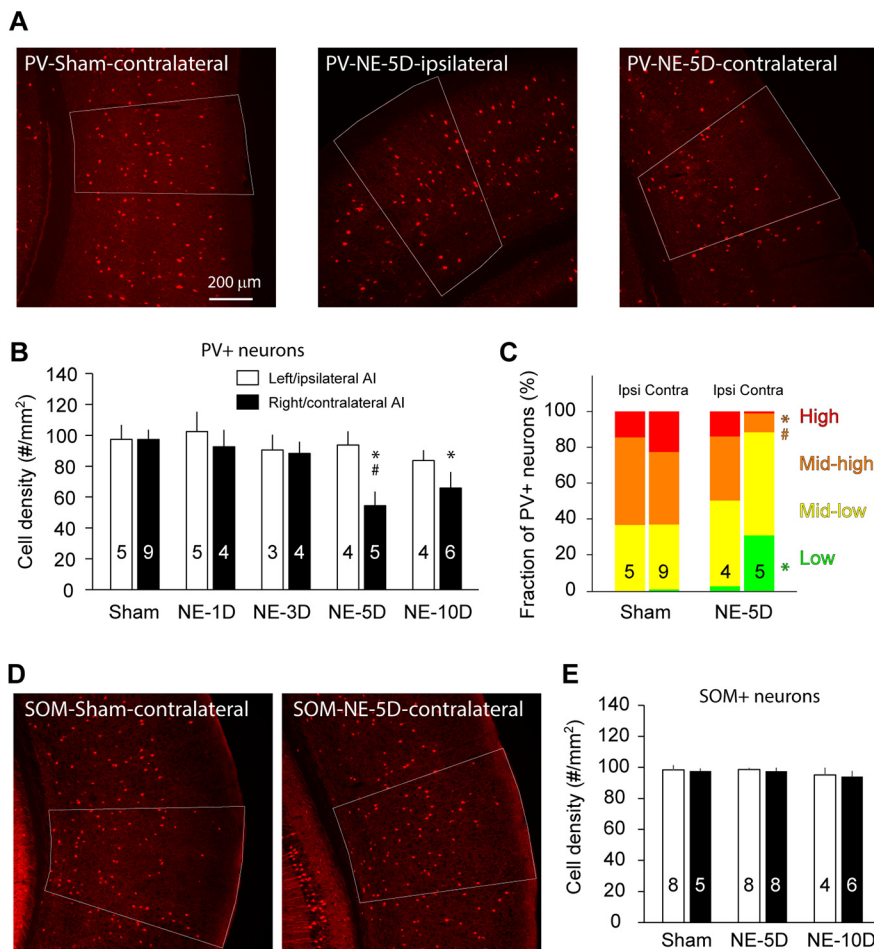 A
PV-Sham-contralateral
PV-NE-5D-ipsilateral
PV-NE-5D-contralateral
200 μm
B
PV+ neurons
Left/ipsilateral AI
Right/contralateral AI
Cell density (#/mm²)
140
120
100
80
60
40
20
0
*
#
*
5 9 5 4 3 4 4 5 4 6
Sham NE-1D NE-3D NE-5D NE-10D
C
Ipsi Contra Ipsi Contra
Fraction of PV+ neurons (%)
100
80
60
40
20
0
High
*
#
Mid-high
Mid-low
Low
*
5 9 4 5
Sham NE-5D
D
SOM-Sham-contralateral
SOM-NE-5D-contralateral
E
SOM+ neurons
Cell density (#/mm²)
140
120
100
80
60
40
20
0
8 5 8 8 4 6
Sham NE-5D NE-10D